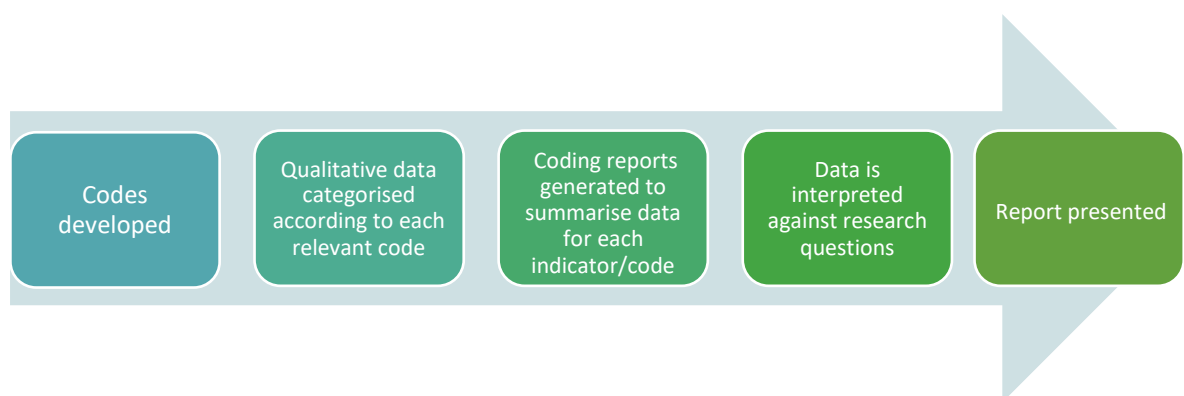 Codes
developed
Qualitative data
categorised
according to each
relevant code
Coding reports
generated to
summarise data
for each
indicator/code
Data is
interpreted
against research
questions
Report presented